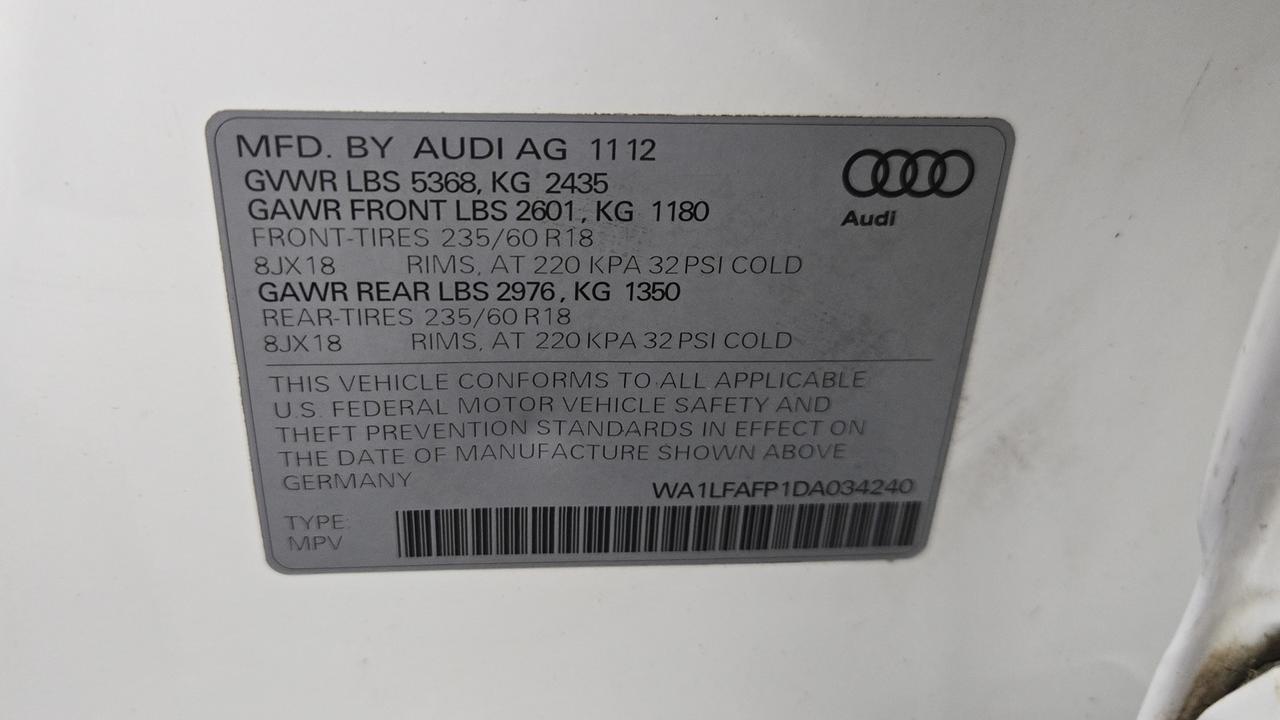 MFD. BY AUDI AG 11 12
GVWR LBS 5368, KG 2435
GAWR FRONT LBS 2601, KG 1180
FRONT-TIRES 235/60 R18
8JX18 RIMS, AT 220 KPA 32 PSI COLD
GAWR REAR LBS 2976, KG 1350
REAR-TIRES 235/60 R18
8JX18 RIMS, AT 220 KPA 32 PSI COLD
Audi
THIS VEHICLE CONFORMS TO ALL APPLICABLE
U.S. FEDERAL MOTOR VEHICLE SAFETY AND
THEFT PREVENTION STANDARDS IN EFFECT ON
THE DATE OF MANUFACTURE SHOWN ABOVE
GERMANY
WA1LFAFP1DA034240
TYPE:
MPV